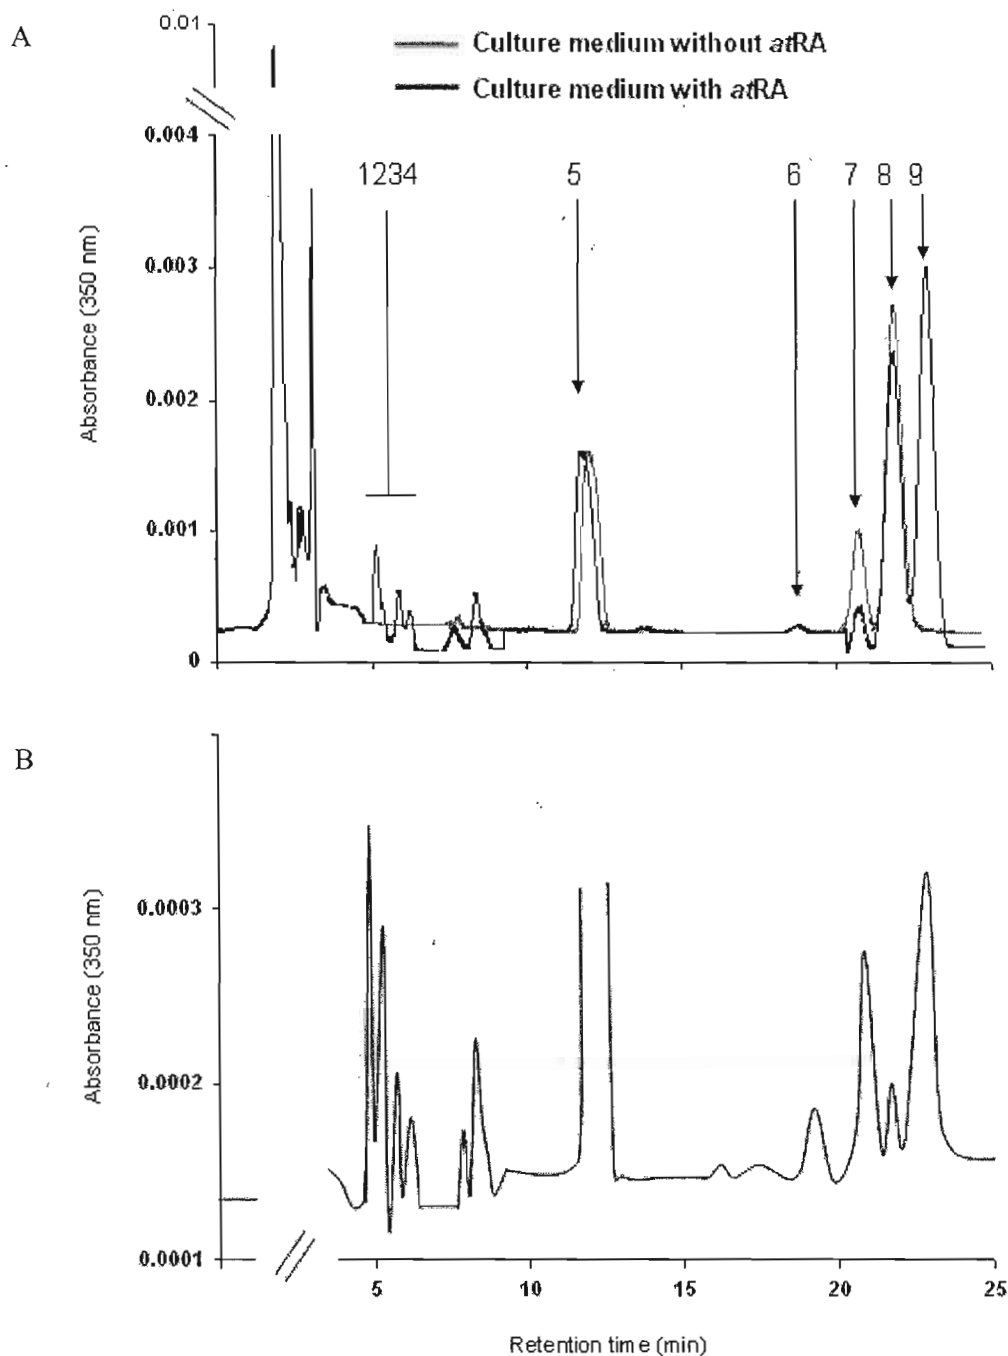 A
0.01
Culture medium without atRA
Culture medium with atRA
0.004
1234
5
6
7
8
9
0.003
Absorbance (350 nm)
0.002
0.001
0
B
0.0003
Absorbance (350 nm)
0.0002
0.0001
5
10
15
20
25
Retention time (min)